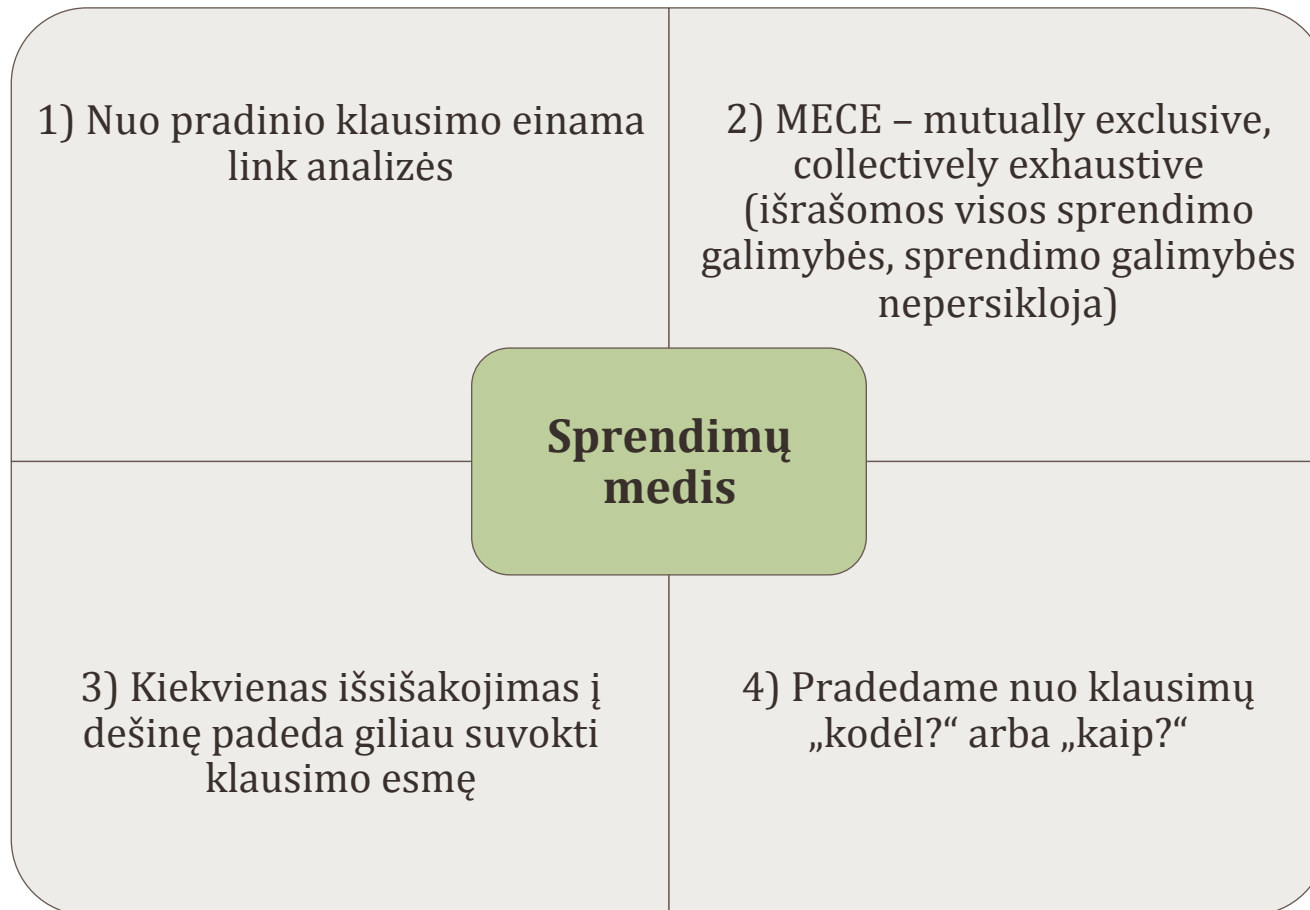 1) Nuo pradinio klausimo einama
link analizės
2) MECE – mutually exclusive,
collectively exhaustive
(išrašomos visos sprendimo
galimybės, sprendimo galimybės
nepersikloja)
Sprendimų
medis
3) Kiekvienas išsišakojimas į
dešinę padeda giliau suvokti
klausimo esmę
4) Pradedame nuo klausimų
„kodėl?“ arba „kaip?“